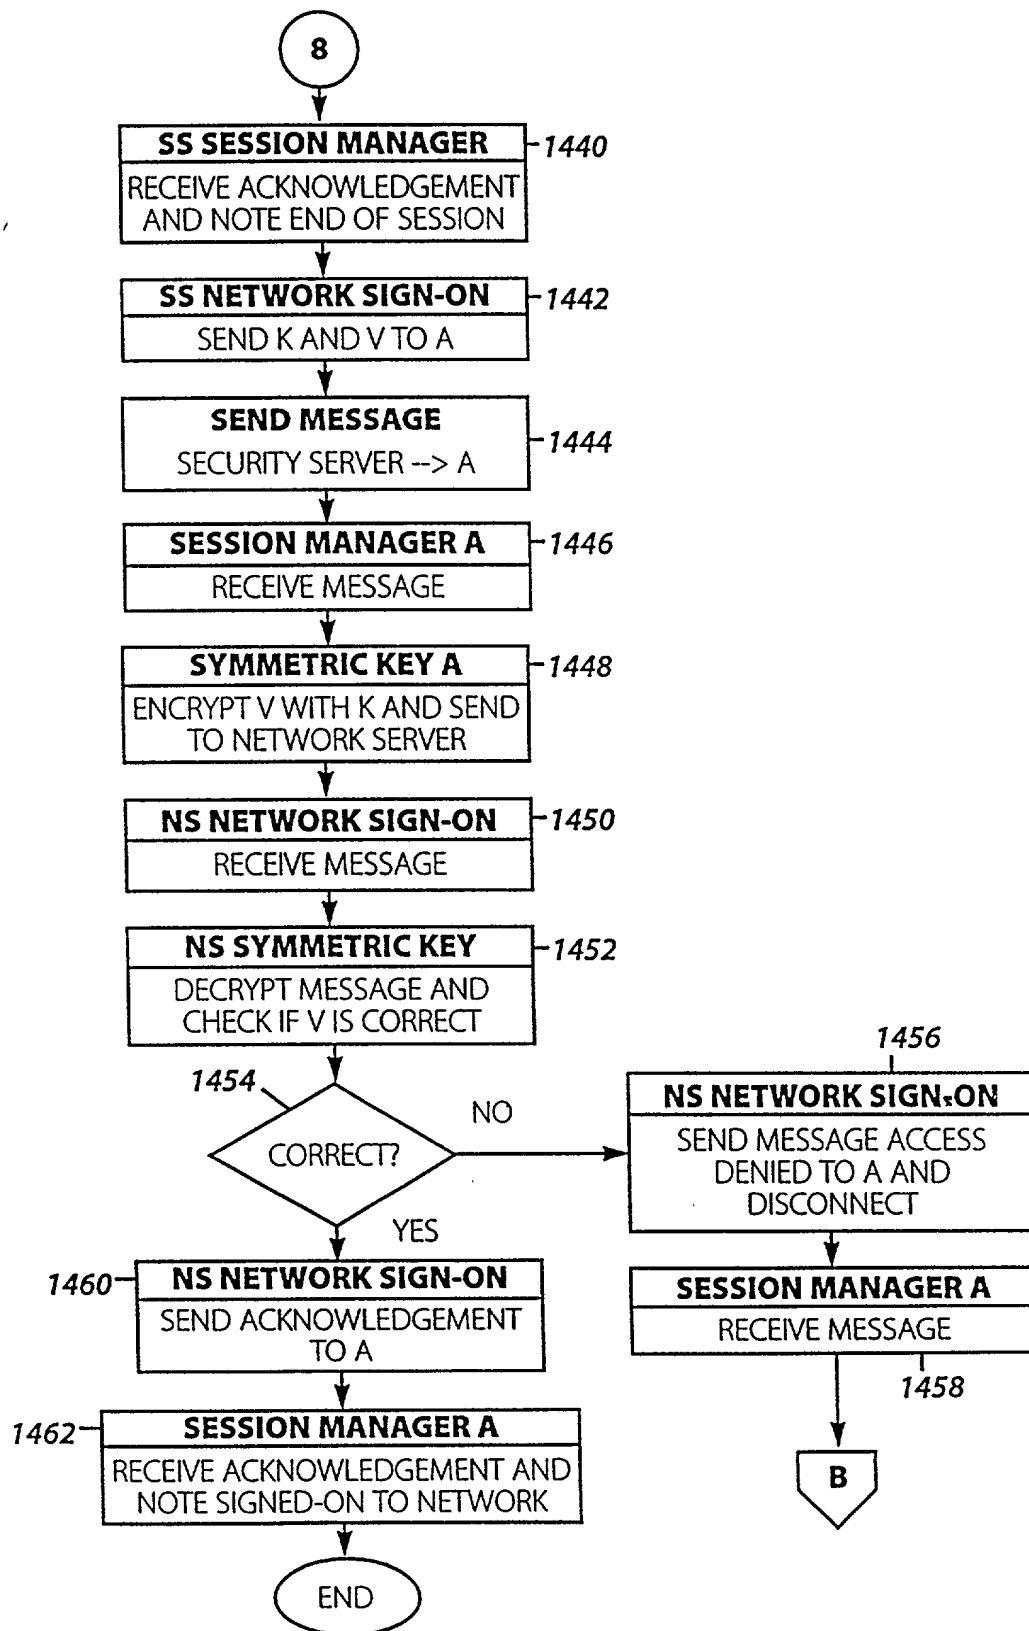 8
SS SESSION MANAGER
1440
RECEIVE ACKNOWLEDGEMENT
AND NOTE END OF SESSION
SS NETWORK SIGN-ON
1442
SEND K AND V TO A
SEND MESSAGE
1444
SECURITY SERVER --> A
SESSION MANAGER A
1446
RECEIVE MESSAGE
SYMMETRIC KEY A
1448
ENCRYPT V WITH K AND SEND
TO NETWORK SERVER
NS NETWORK SIGN-ON
1450
RECEIVE MESSAGE
NS SYMMETRIC KEY
1452
DECRYPT MESSAGE AND
CHECK IF V IS CORRECT
1454
CORRECT?
NO
1456
NS NETWORK SIGN-ON
SEND MESSAGE ACCESS
DENIED TO A AND
DISCONNECT
SESSION MANAGER A
RECEIVE MESSAGE
1458
B
YES
1460
NS NETWORK SIGN-ON
SEND ACKNOWLEDGEMENT
TO A
1462
SESSION MANAGER A
RECEIVE ACKNOWLEDGEMENT AND
NOTE SIGNED-ON TO NETWORK
END